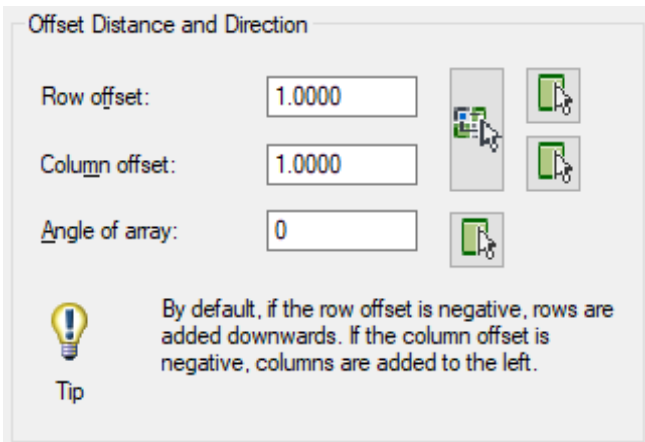 Offset Distance and Direction
Row offset: 1.0000
Column offset: 1.0000
Angle of array: 0
By default, if the row offset is negative, rows are
added downwards. If the column offset is
negative, columns are added to the left.
Tip